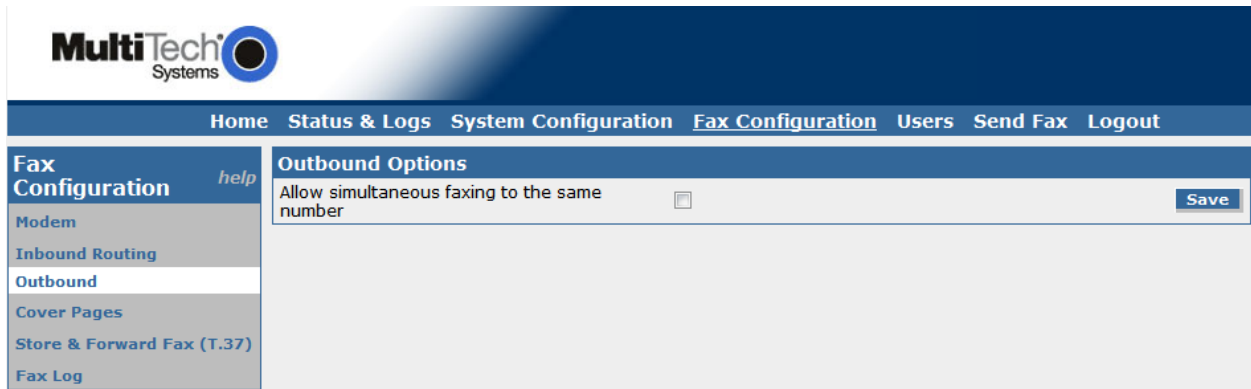 MultiTech
Systems
Home Status & Logs System Configuration Fax Configuration Users Send Fax Logout
Fax
Configuration
help
Modem
Inbound Routing
Outbound
Cover Pages
Store & Forward Fax (T.37)
Fax Log
Outbound Options
Allow simultaneous faxing to the same
number
Save